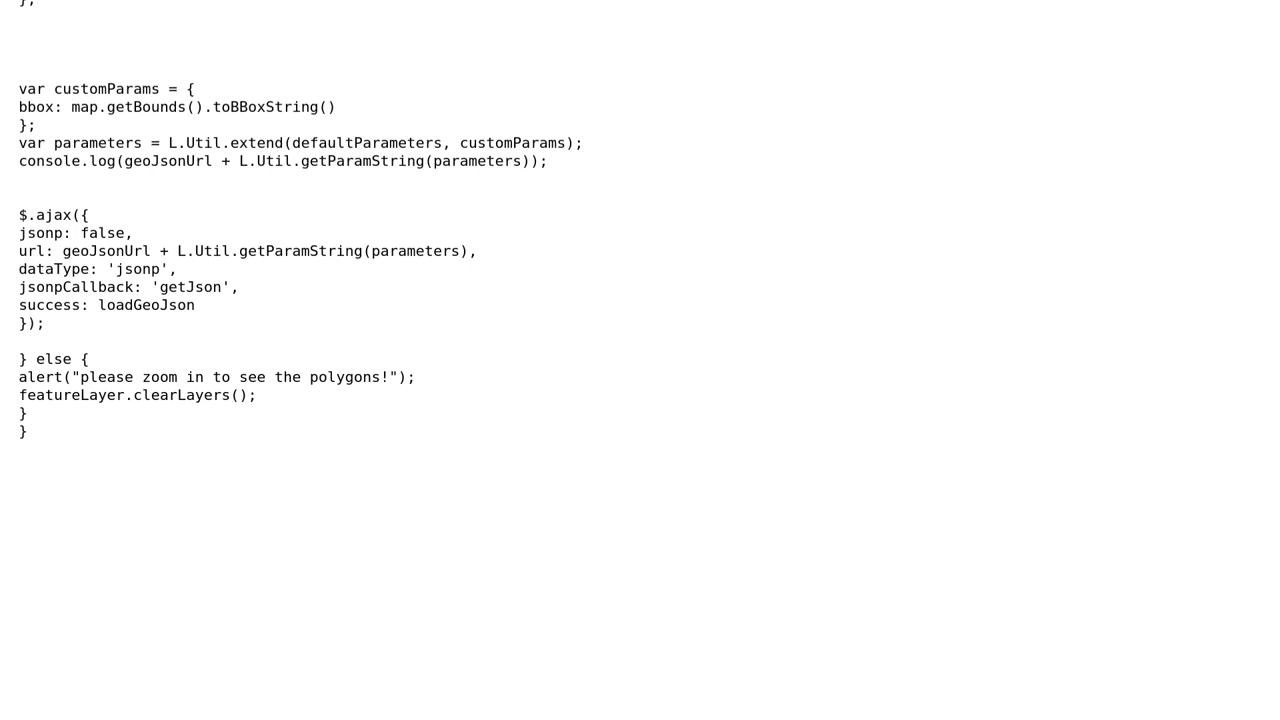 };
var customParams = {
bbox: map.getBounds().toBBoxString()
};
var parameters = L.Util.extend(defaultParameters, customParams);
console.log(geoJsonUrl + L.Util.getParamString(parameters));
$.ajax({
jsonp: false,
url: geoJsonUrl + L.Util.getParamString(parameters),
dataType: 'jsonp',
jsonpCallback: 'getJson',
success: loadGeoJson
});
} else {
alert("please zoom in to see the polygons!");
featureLayer.clearLayers();
}
}